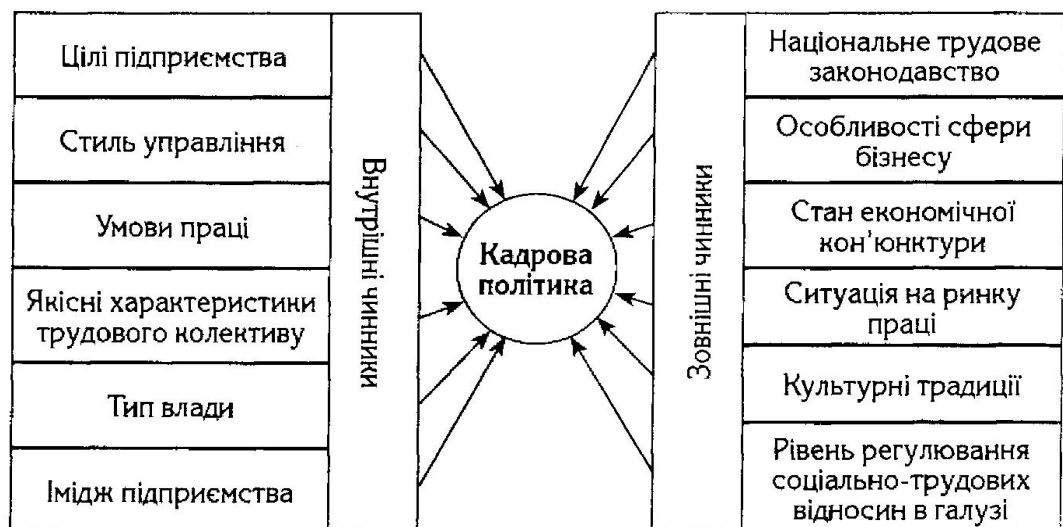 Цілі підприємства
Стиль управління
Умови праці
Якісні характеристики
трудового колективу
Тип влади
Імідж підприємства
Внутрішні чинники
Кадрова
політика
Зовнішні чинники
Національне трудове
законодавство
Особливості сфери
бізнесу
Стан економічної
кон’юнктури
Ситуація на ринку
праці
Культурні традиції
Рівень регулювання
соціально-трудових
відносин в галузі